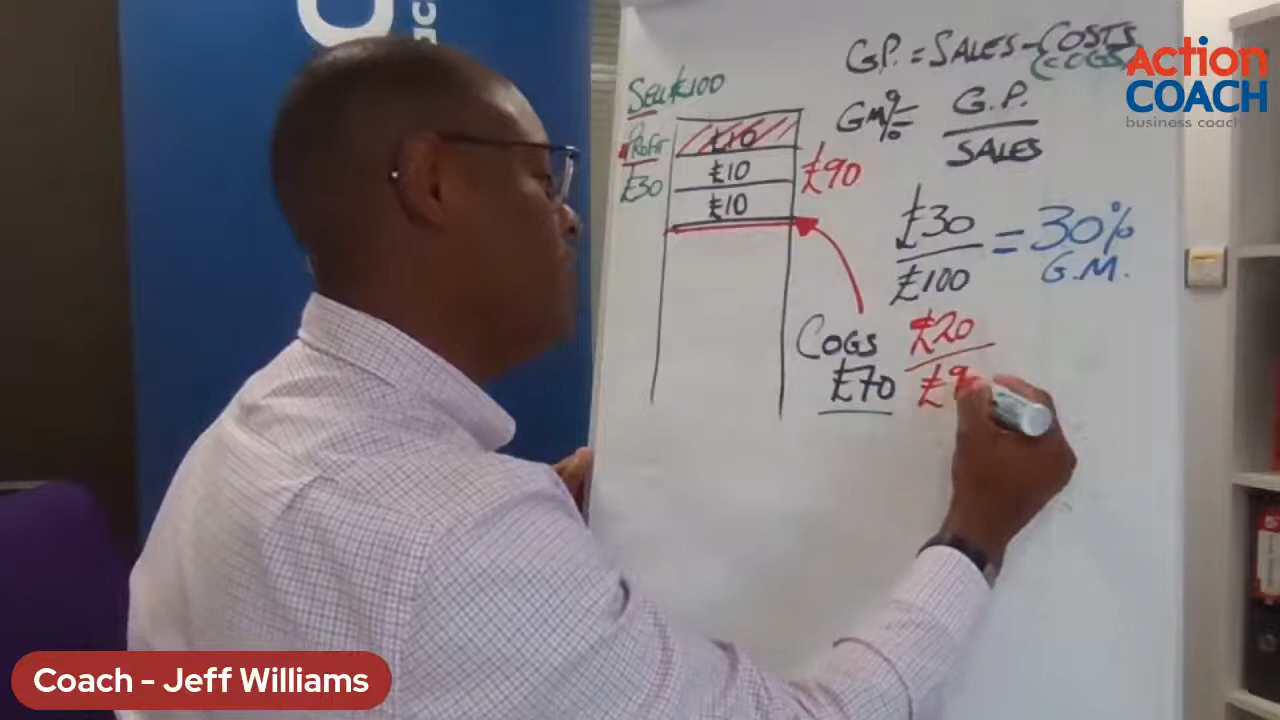 SELL £100
PROFIT
£30
£10
£10
£10
£90
G.P. = SALES - COSTS
(COGS)
GM% = G.P.
SALES
£30
£100
= 30%
G.M.
COGS
£70
£20
£9
ACTION
COACH
business coach
Coach - Jeff Williams